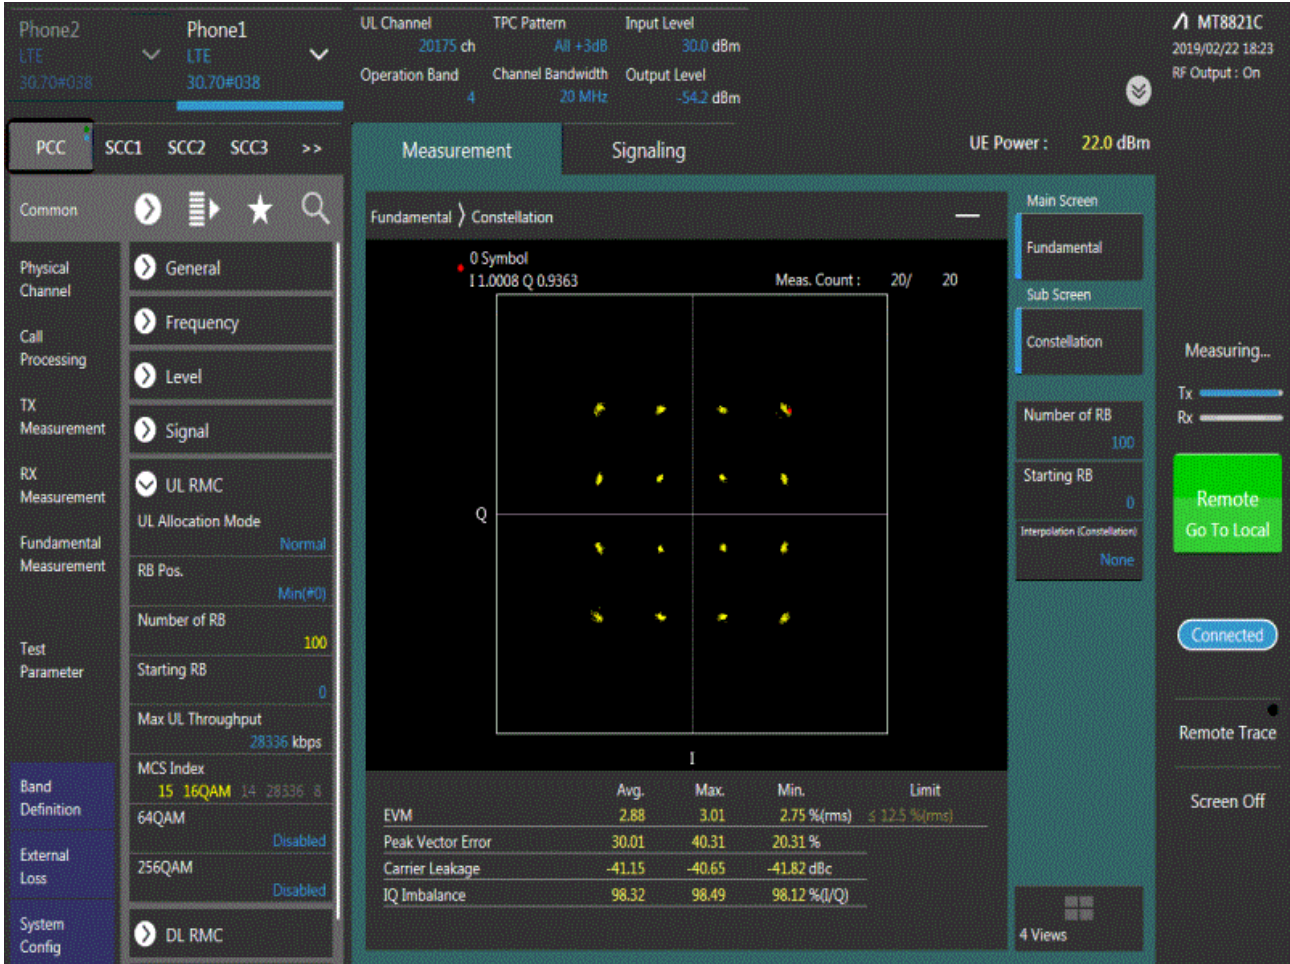 Phone2
LTE
30.70#038
Phone1
LTE
30.70#038
UL Channel
20175 ch
TPC Pattern
All +3dB
Input Level
30.0 dBm
Operation Band
4
Channel Bandwidth
20 MHz
Output Level
-54.2 dBm
MT8821C
2019/02/22 18:23
RF Output : On
PCC SCC1 SCC2 SCC3 >>
Measurement
Signaling
UE Power : 22.0 dBm
Common
Physical
Channel
Call
Processing
TX
Measurement
RX
Measurement
Fundamental
Measurement
Test
Parameter
Band
Definition
External
Loss
System
Config
General
Frequency
Level
Signal
UL RMC
UL Allocation Mode
Normal
RB Pos.
Min(#0)
Number of RB
100
Starting RB
0
Max UL Throughput
28336 kbps
MCS Index
15 16QAM 14 28336 8
64QAM
Disabled
256QAM
Disabled
DL RMC
Fundamental 〉 Constellation
0 Symbol
I 1.0008 Q 0.9363
Meas. Count : 20/ 20
Q
I
Avg. Max. Min. Limit
EVM 2.88 3.01 2.75 %(rms) ≤ 12.5 %(rms)
Peak Vector Error 30.01 40.31 20.31 %
Carrier Leakage -41.15 -40.65 -41.82 dBc
IQ Imbalance 98.32 98.49 98.12 %(I/Q)
Main Screen
Fundamental
Sub Screen
Constellation
Number of RB
100
Starting RB
0
Interpolation (Constellation)
None
4 Views
Measuring...
Tx
Rx
Remote
Go To Local
Connected
Remote Trace
Screen Off